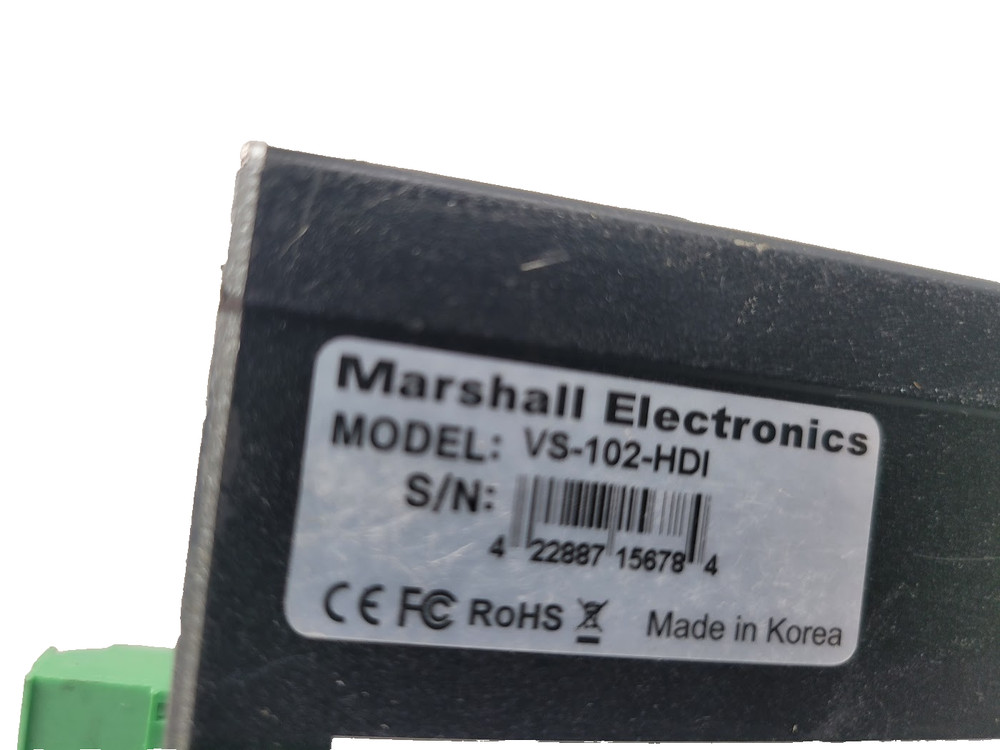 Marshall Electronics
MODEL: VS-102-HDI
S/N:
4 22887 15678 4
CE FC RoHS Made in Korea